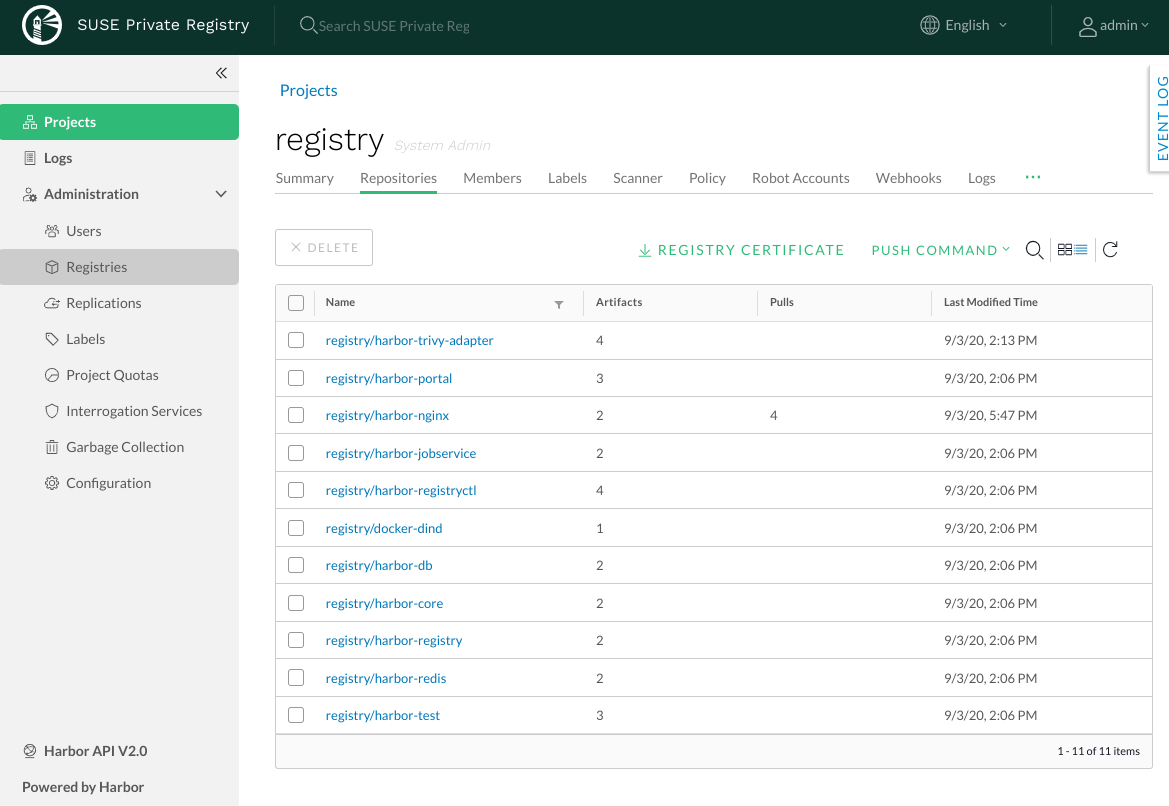 SUSE Private Registry
Search SUSE Private Reg
English
admin
EVENT LOG
Projects
Logs
Administration
Users
Registries
Replications
Labels
Project Quotas
Interrogation Services
Garbage Collection
Configuration
Harbor API V2.0
Powered by Harbor
Projects
registry System Admin
Summary Repositories Members Labels Scanner Policy Robot Accounts Webhooks Logs ...
DELETE REGISTRY CERTIFICATE PUSH COMMAND
Name Artifacts Pulls Last Modified Time
registry/harbor-trivy-adapter 4 9/3/20, 2:13 PM
registry/harbor-portal 3 9/3/20, 2:06 PM
registry/harbor-nginx 2 4 9/3/20, 5:47 PM
registry/harbor-jobservice 2 9/3/20, 2:06 PM
registry/harbor-registryctl 4 9/3/20, 2:06 PM
registry/docker-dind 1 9/3/20, 2:06 PM
registry/harbor-db 2 9/3/20, 2:06 PM
registry/harbor-core 2 9/3/20, 2:06 PM
registry/harbor-registry 2 9/3/20, 2:06 PM
registry/harbor-redis 2 9/3/20, 2:06 PM
registry/harbor-test 3 9/3/20, 2:06 PM
1 - 11 of 11 items